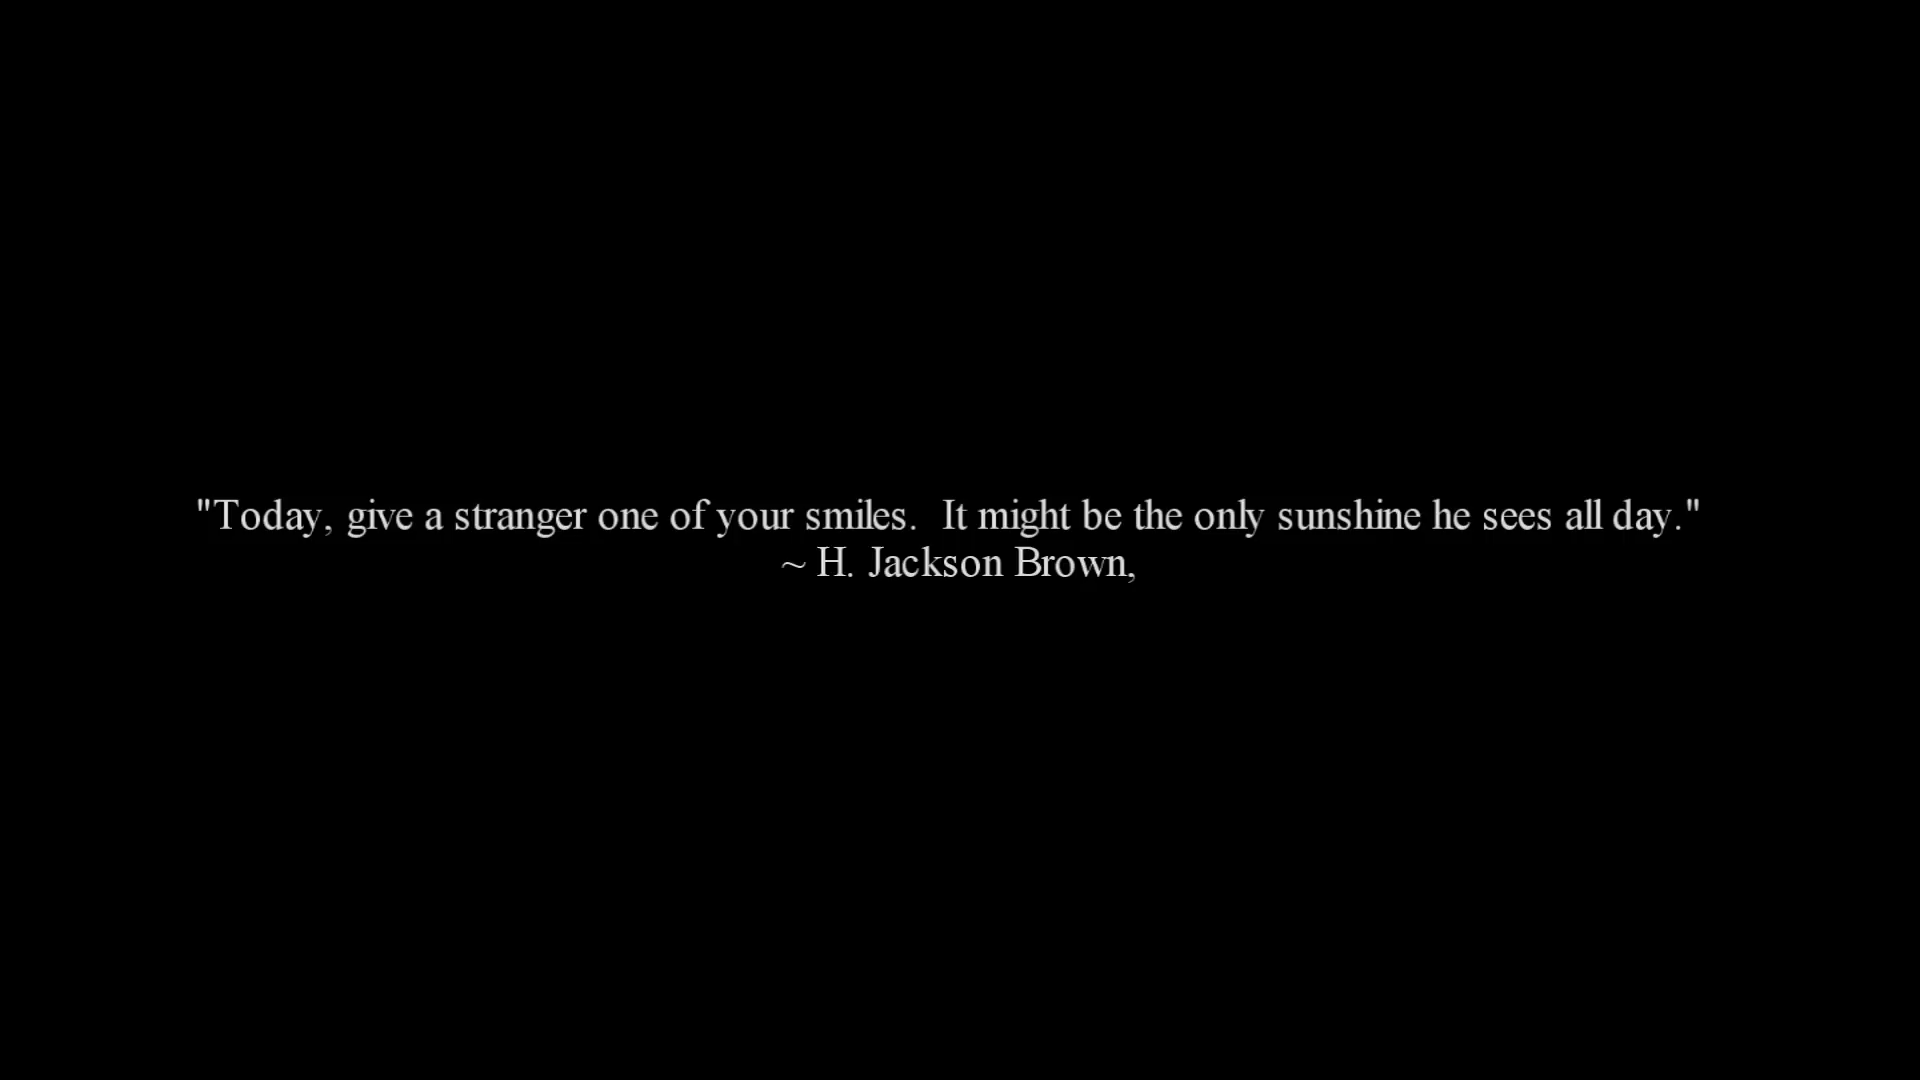 "Today, give a stranger one of your smiles.  It might be the only sunshine he sees all day."
~ H. Jackson Brown,